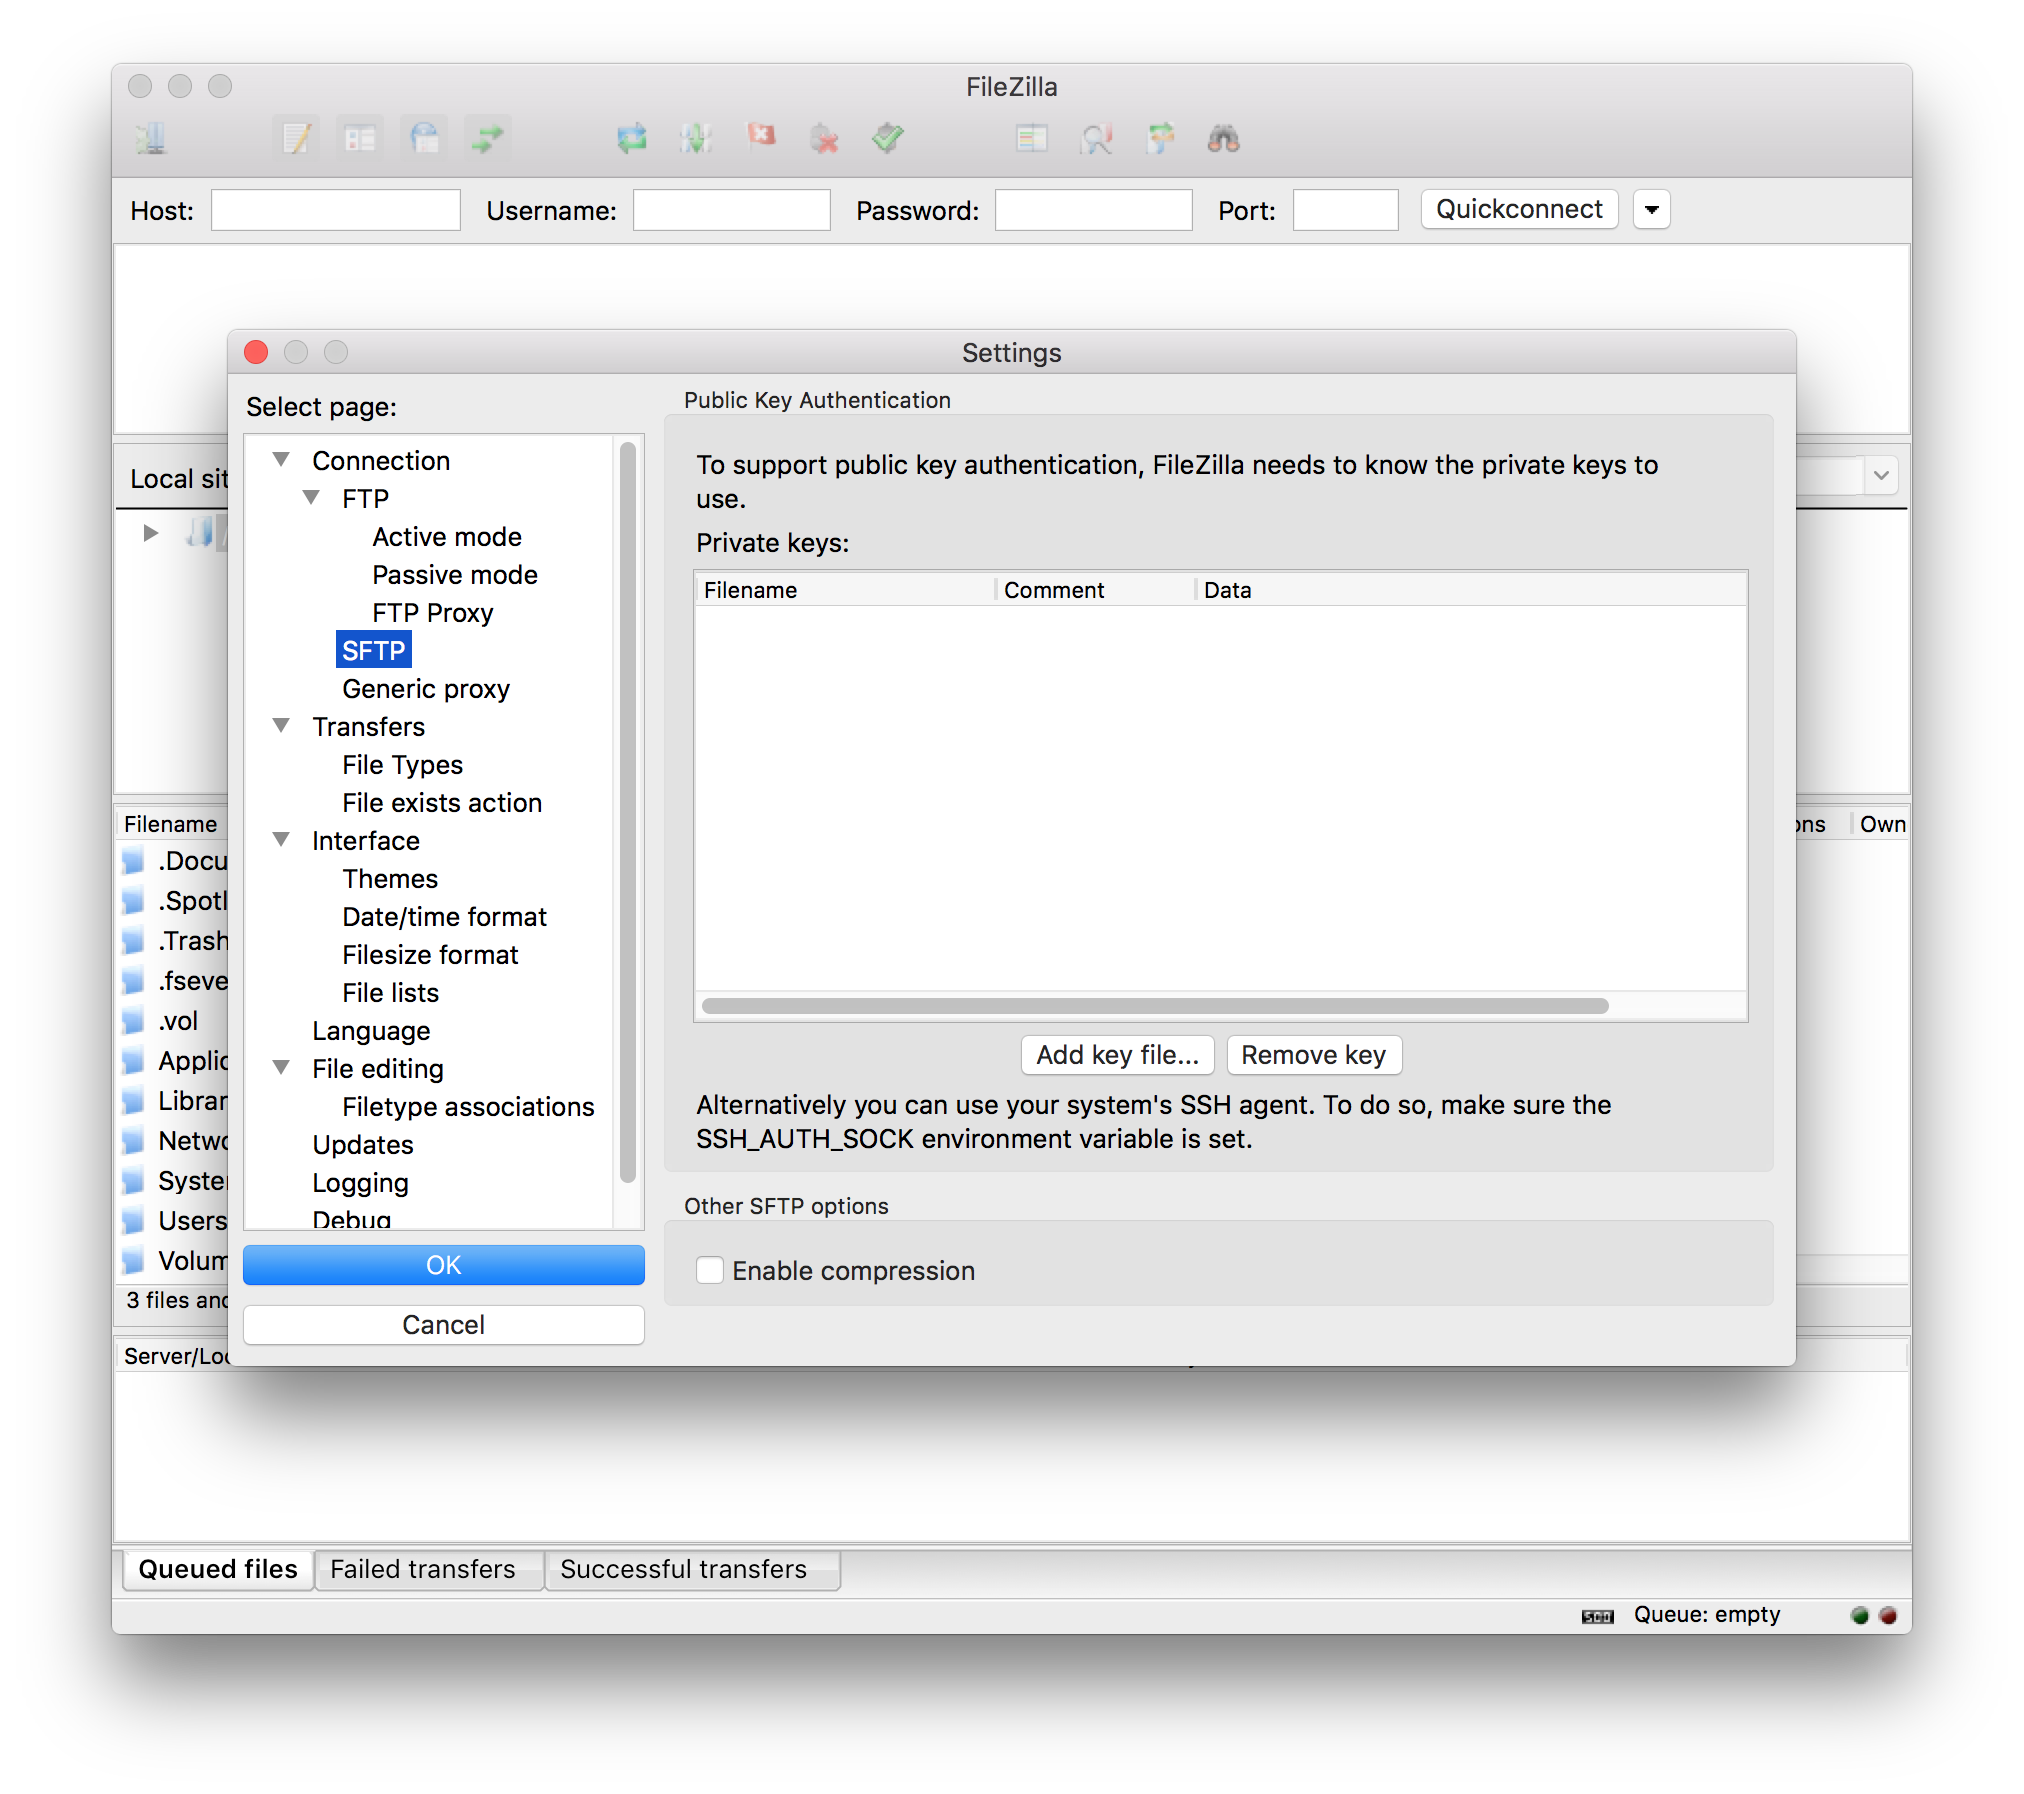 FileZilla
Host:
Username:
Password:
Port:
Quickconnect
Settings
Select page:
Connection
FTP
Active mode
Passive mode
FTP Proxy
SFTP
Generic proxy
Transfers
File Types
File exists action
Interface
Themes
Date/time format
Filesize format
File lists
Language
File editing
Filetype associations
Updates
Logging
Debug
OK
Cancel
Public Key Authentication
To support public key authentication, FileZilla needs to know the private keys to
use.
Private keys:
Filename
Comment
Data
Add key file...
Remove key
Alternatively you can use your system's SSH agent. To do so, make sure the
SSH_AUTH_SOCK environment variable is set.
Other SFTP options
Enable compression
Local sit
Filename
.Docu
.Spotl
.Trash
.fseve
.vol
Applic
Librar
Netwo
Syste
Users
Volum
3 files and
ons
Own
Server/Loc
Queued files
Failed transfers
Successful transfers
Queue: empty